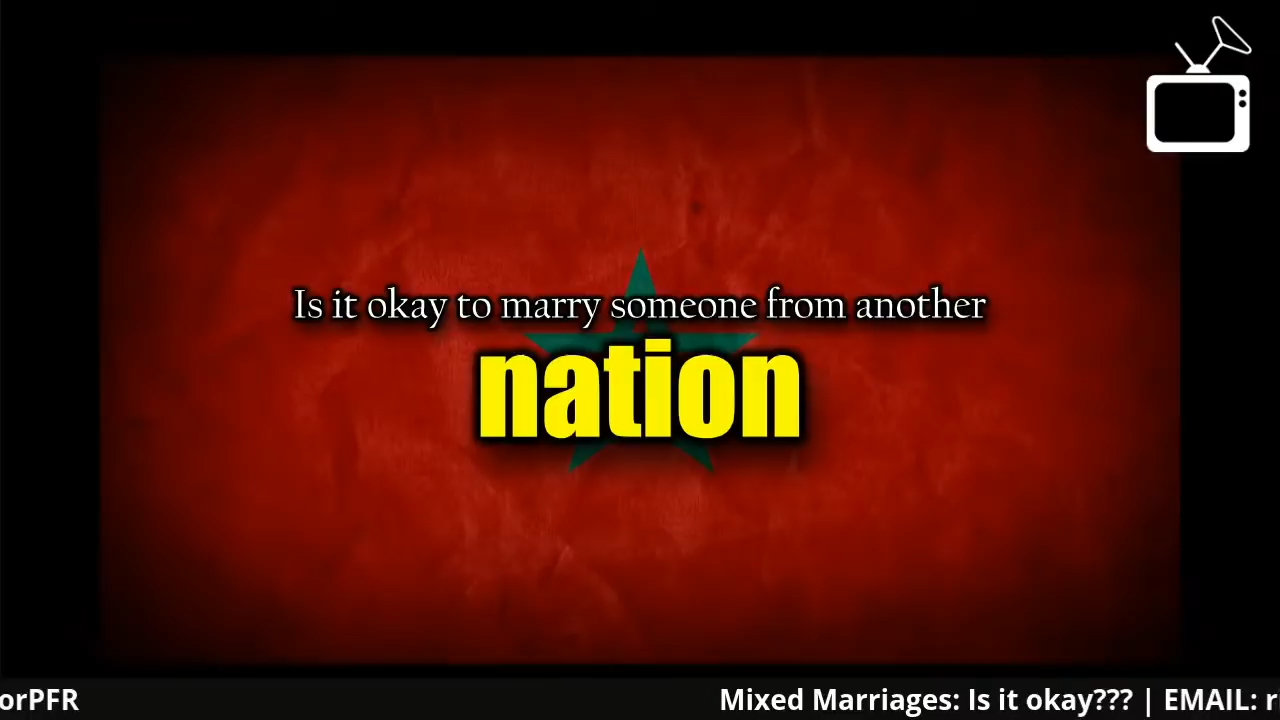 Is it okay to marry someone from another
nation
orPFR
Mixed Marriages: Is it okay??? | EMAIL: r